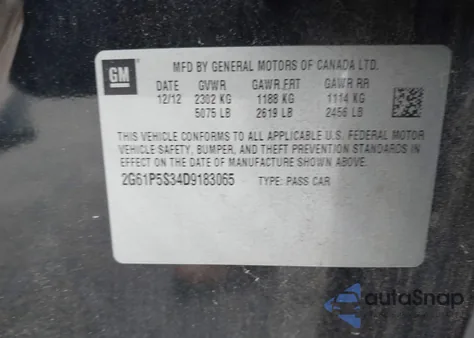 GM
MFD BY GENERAL MOTORS OF CANADA LTD.
DATE GVWR GAWR FRT GAWR RR
12/12 2302 KG 1188 KG 1114 KG
5075 LB 2619 LB 2456 LB
THIS VEHICLE CONFORMS TO ALL APPLICABLE U.S. FEDERAL MOTOR
VEHICLE SAFETY, BUMPER, AND THEFT PREVENTION STANDARDS IN
EFFECT ON THE DATE OF MANUFACTURE SHOWN ABOVE.
2G61P5S34D9183065 TYPE: PASS CAR
autoSnap